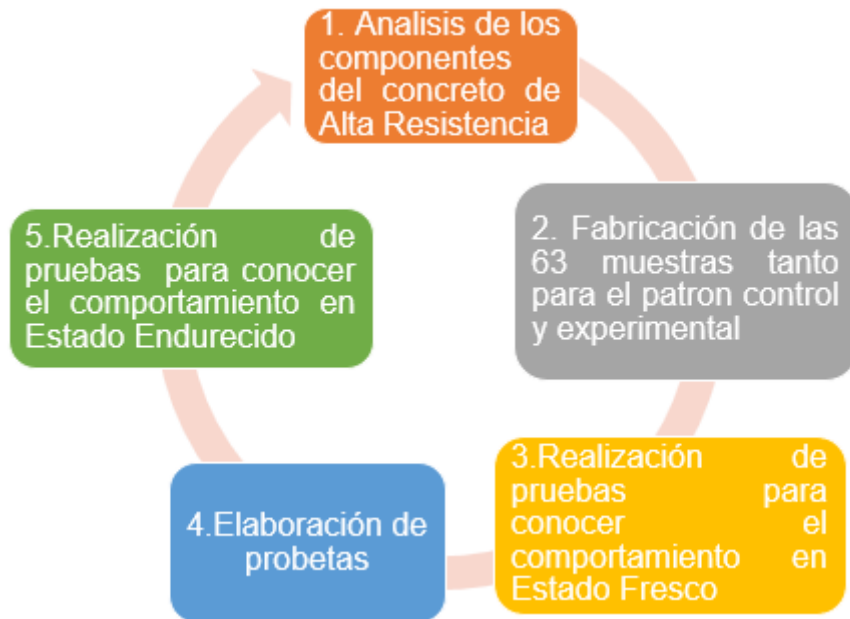 1. Analisis de los
componentes
del concreto de
Alta Resistencia
2. Fabricación de las
63 muestras tanto
para el patron control
y experimental
3.Realización de
pruebas para
conocer el
comportamiento en
Estado Fresco
4.Elaboración de
probetas
5.Realización de
pruebas para conocer
el comportamiento en
Estado Endurecido